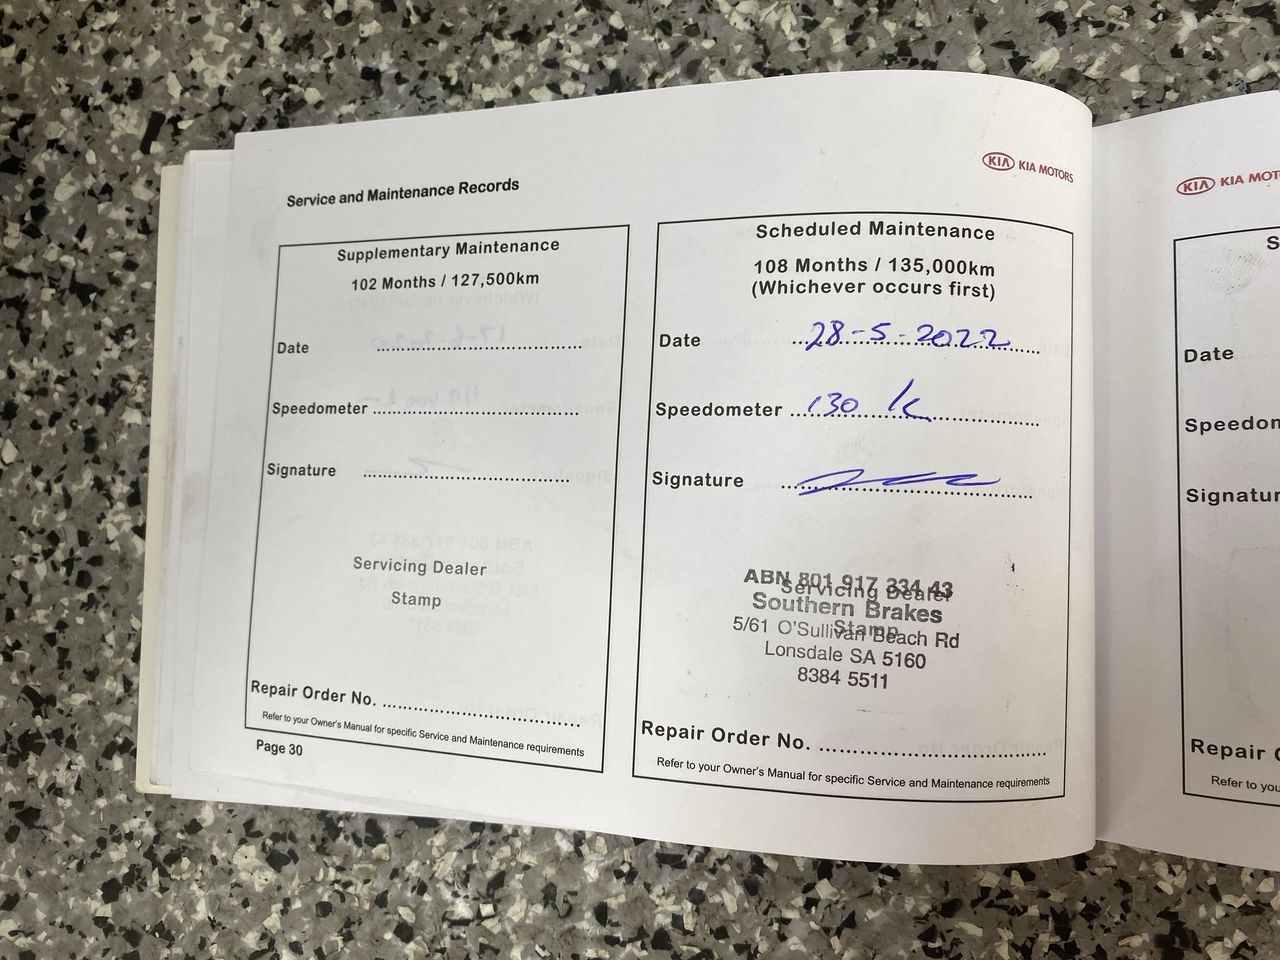 Service and Maintenance Records
KIA KIA MOTORS
Supplementary Maintenance
102 Months / 127,500km
Date
Speedometer
Signature
Servicing Dealer
Stamp
Repair Order No.
Refer to your Owner's Manual for specific Service and Maintenance requirements
Page 30
Scheduled Maintenance
108 Months / 135,000km
(Whichever occurs first)
Date 28-5-2022
Speedometer 130 k
Signature
ABN 801 917 334 43
Servicing Dealer
Southern Brakes
Stamp
5/61 O'Sullivan Beach Rd
Lonsdale SA 5160
8384 5511
Repair Order No.
Refer to your Owner's Manual for specific Service and Maintenance requirements
KIA KIA MOT
S
Date
Speedom
Signatur
Repair O
Refer to you